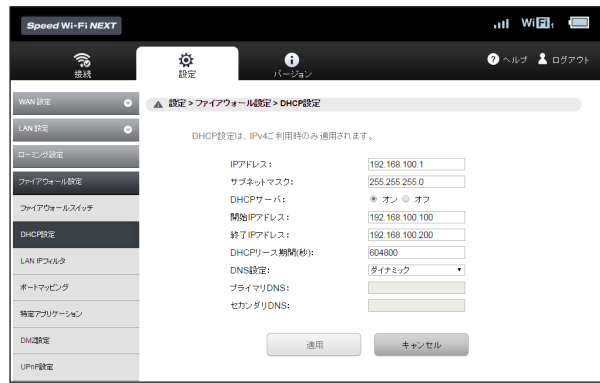 Speed Wi-Fi NEXT
WiFi 1
接続
設定
バージョン
? ヘルプ
ログアウト
WAN設定
LAN設定
ローミング設定
ファイアウォール設定
ファイアウォールスイッチ
DHCP設定
LAN IPフィルタ
ポートマッピング
特定アプリケーション
DMZ設定
UPnP設定
設定 > ファイアウォール設定 > DHCP設定
DHCP設定は、IPv4ご利用時のみ適用されます。
IPアドレス: 192.168.100.1
サブネットマスク: 255.255.255.0
DHCPサーバ: オン オフ
開始IPアドレス: 192.168.100.100
終了IPアドレス: 192.168.100.200
DHCPリース期間(秒): 604800
DNS設定: ダイナミック
プライマリDNS:
セカンダリDNS:
適用 キャンセル